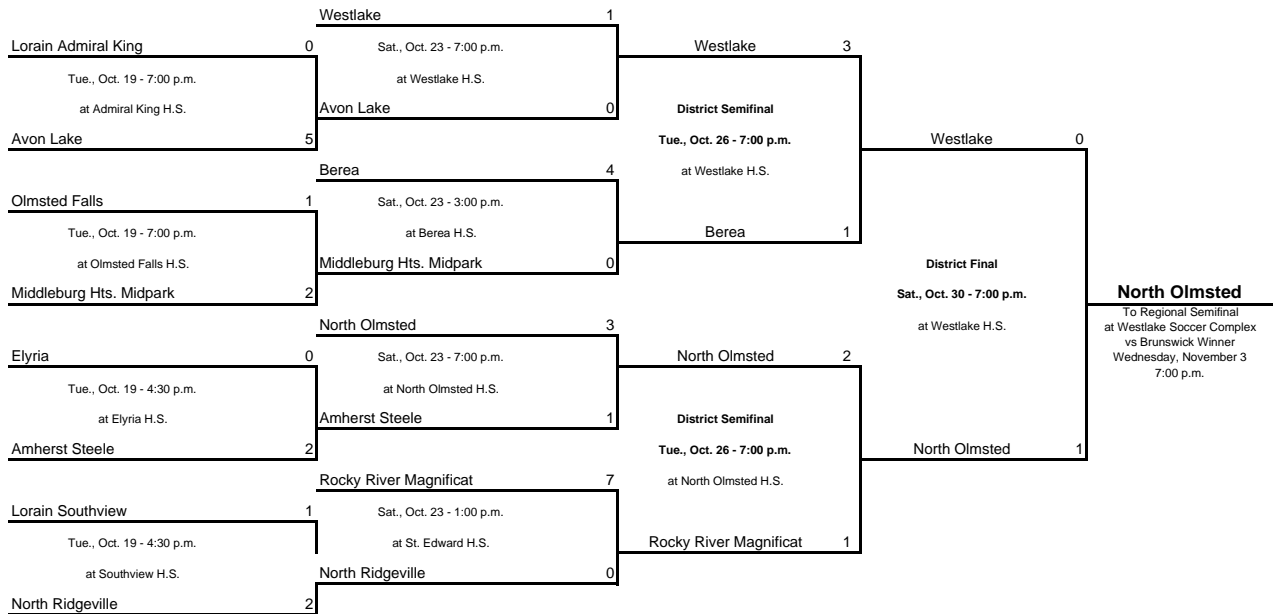 Westlake 1
Lorain Admiral King 0
Sat., Oct. 23 - 7:00 p.m.
Westlake 3
Tue., Oct. 19 - 7:00 p.m.
at Westlake H.S.
at Admiral King H.S.
Avon Lake 0
District Semifinal
Avon Lake 5
Tue., Oct. 26 - 7:00 p.m.
Westlake 0
Berea 4
at Westlake H.S.
Olmsted Falls 1
Sat., Oct. 23 - 3:00 p.m.
Tue., Oct. 19 - 7:00 p.m.
at Berea H.S.
Berea 1
at Olmsted Falls H.S.
Middleburg Hts. Midpark 0
District Final
Middleburg Hts. Midpark 2
Sat., Oct. 30 - 7:00 p.m.
North Olmsted
North Olmsted 3
at Westlake H.S.
To Regional Semifinal
at Westlake Soccer Complex
vs Brunswick Winner
Wednesday, November 3
7:00 p.m.
Elyria 0
Sat., Oct. 23 - 7:00 p.m.
North Olmsted 2
Tue., Oct. 19 - 4:30 p.m.
at North Olmsted H.S.
at Elyria H.S.
Amherst Steele 1
District Semifinal
Amherst Steele 2
Tue., Oct. 26 - 7:00 p.m.
North Olmsted 1
Rocky River Magnificat 7
at North Olmsted H.S.
Lorain Southview 1
Sat., Oct. 23 - 1:00 p.m.
Tue., Oct. 19 - 4:30 p.m.
at St. Edward H.S.
Rocky River Magnificat 1
at Southview H.S.
North Ridgeville 0
North Ridgeville 2